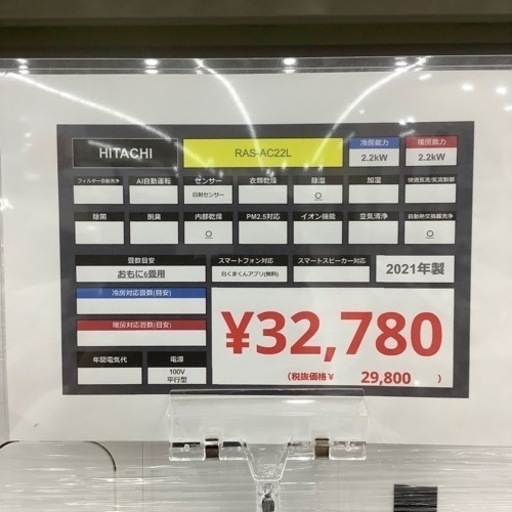 HITACHI
RAS-AC22L
冷房能力
2.2kW
暖房能力
2.2kW
フィルター自動洗浄
AI自動運転
センサー
日射センサー
衣類乾燥
除湿
○
加湿
快適気流/気流制御
除菌
脱臭
内部乾燥
○
PM2.5対応
イオン機能
空気清浄
自動熱交換器洗浄
○
畳数目安
おもに6畳用
スマートフォン対応
白くまくんアプリ(無料)
スマートスピーカー対応
2021年製
冷房対応畳数(目安)
暖房対応畳数(目安)
年間電気代
電源
100V
平行型
¥32,780
(税抜価格¥ 29,800 )